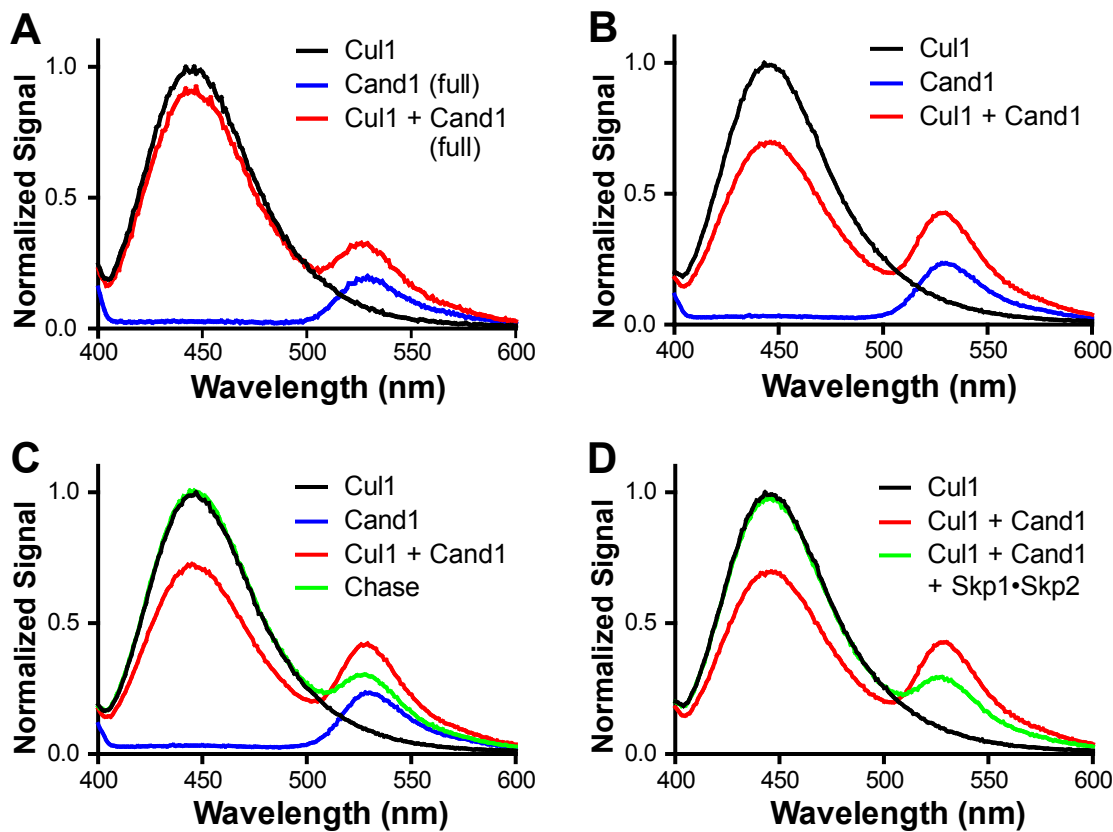 A
Cul1
Cand1 (full)
Cul1 + Cand1
(full)
Normalized Signal
1.0
0.5
0.0
400
450
500
550
600
Wavelength (nm)
B
Cul1
Cand1
Cul1 + Cand1
Normalized Signal
1.0
0.5
0.0
400
450
500
550
600
Wavelength (nm)
C
Cul1
Cand1
Cul1 + Cand1
Chase
Normalized Signal
1.0
0.5
0.0
400
450
500
550
600
Wavelength (nm)
D
Cul1
Cul1 + Cand1
Cul1 + Cand1
+ Skp1•Skp2
Normalized Signal
1.0
0.5
0.0
400
450
500
550
600
Wavelength (nm)